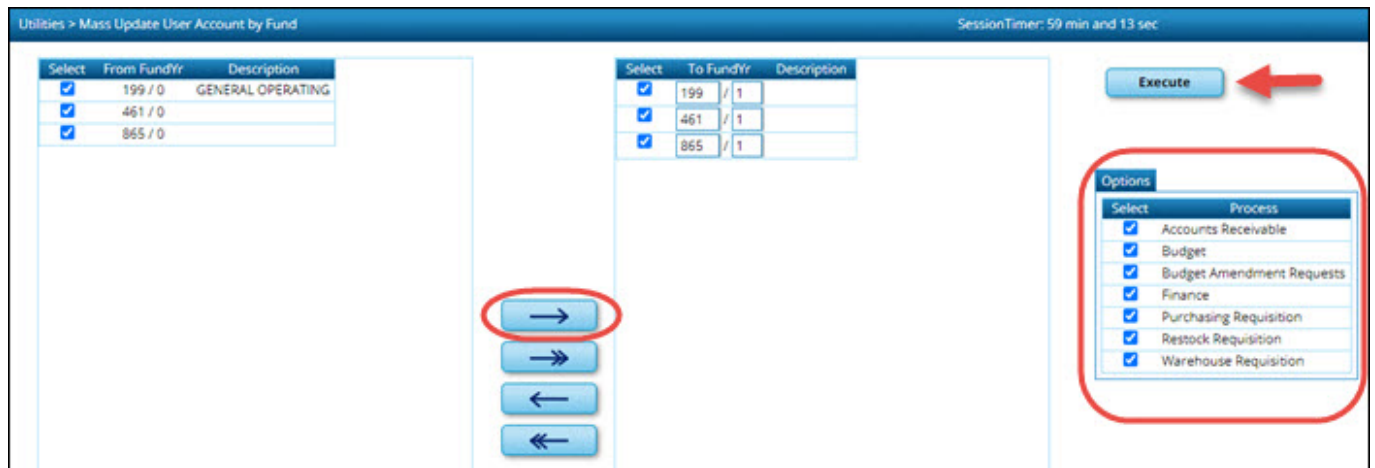 Utilities > Mass Update User Account by Fund
SessionTimer: 59 min and 13 sec
Select From FundYr Description
199 / 0 GENERAL OPERATING
461 / 0
865 / 0
Select To FundYr Description
199 / 1
461 / 1
865 / 1
Execute
Options
Select Process
Accounts Receivable
Budget
Budget Amendment Requests
Finance
Purchasing Requisition
Restock Requisition
Warehouse Requisition